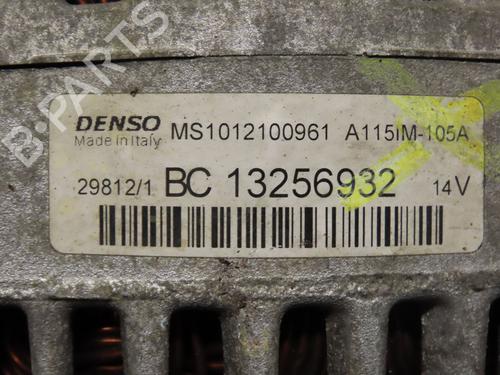 B-PARTS
DENSO MS1012100961 A115iM-105A
Made in Italy
29812/1 BC 13256932 14V